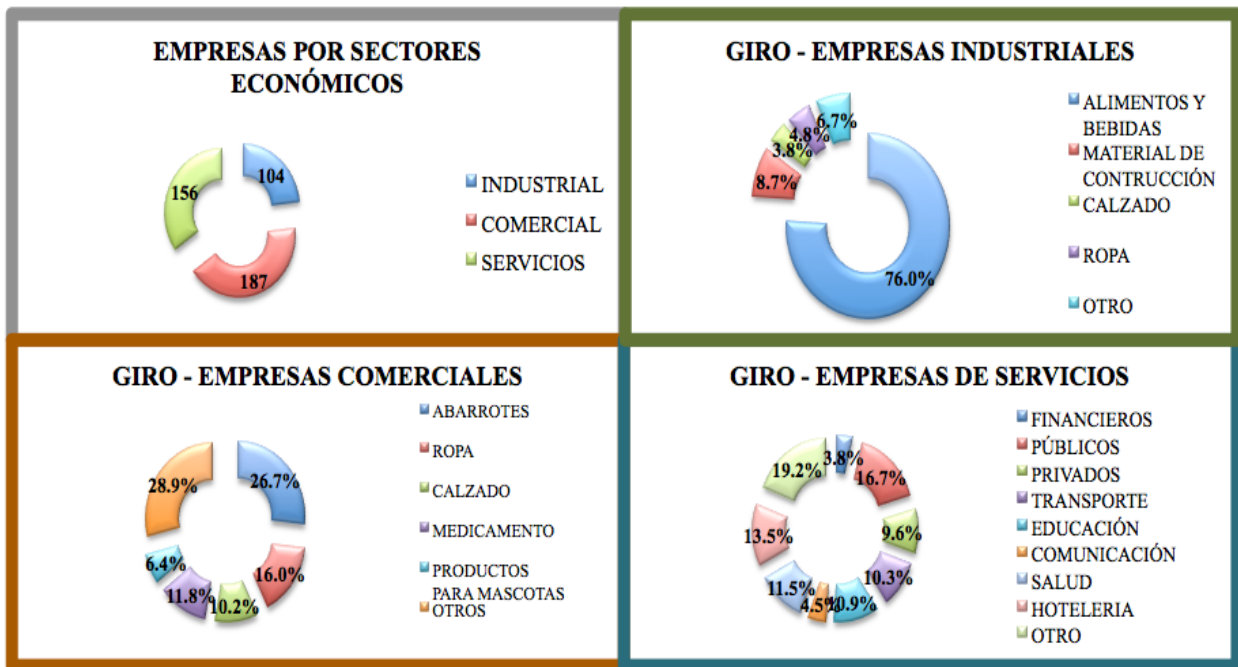 EMPRESAS POR SECTORES
ECONÓMICOS
104
187
156
INDUSTRIAL
COMERCIAL
SERVICIOS
GIRO - EMPRESAS INDUSTRIALES
76.0%
8.7%
3.8%
4.8%
6.7%
ALIMENTOS Y
BEBIDAS
MATERIAL DE
CONTRUCCIÓN
CALZADO
ROPA
OTRO
GIRO - EMPRESAS COMERCIALES
26.7%
16.0%
10.2%
11.8%
6.4%
28.9%
ABARROTES
ROPA
CALZADO
MEDICAMENTO
PRODUCTOS
PARA MASCOTAS
OTROS
GIRO - EMPRESAS DE SERVICIOS
3.8%
16.7%
9.6%
10.3%
10.9%
4.5%
11.5%
13.5%
19.2%
FINANCIEROS
PÚBLICOS
PRIVADOS
TRANSPORTE
EDUCACIÓN
COMUNICACIÓN
SALUD
HOTELERIA
OTRO